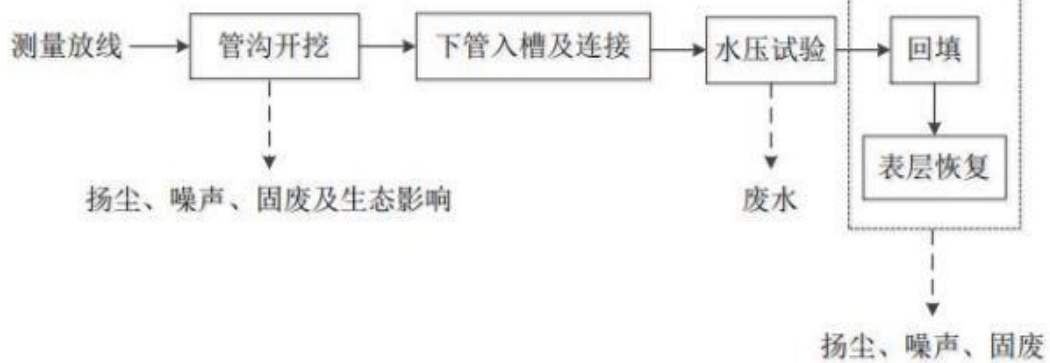 测量放线
管沟开挖
下管入槽及连接
水压试验
回填
表层恢复
扬尘、噪声、固废及生态影响
废水
扬尘、噪声、固废